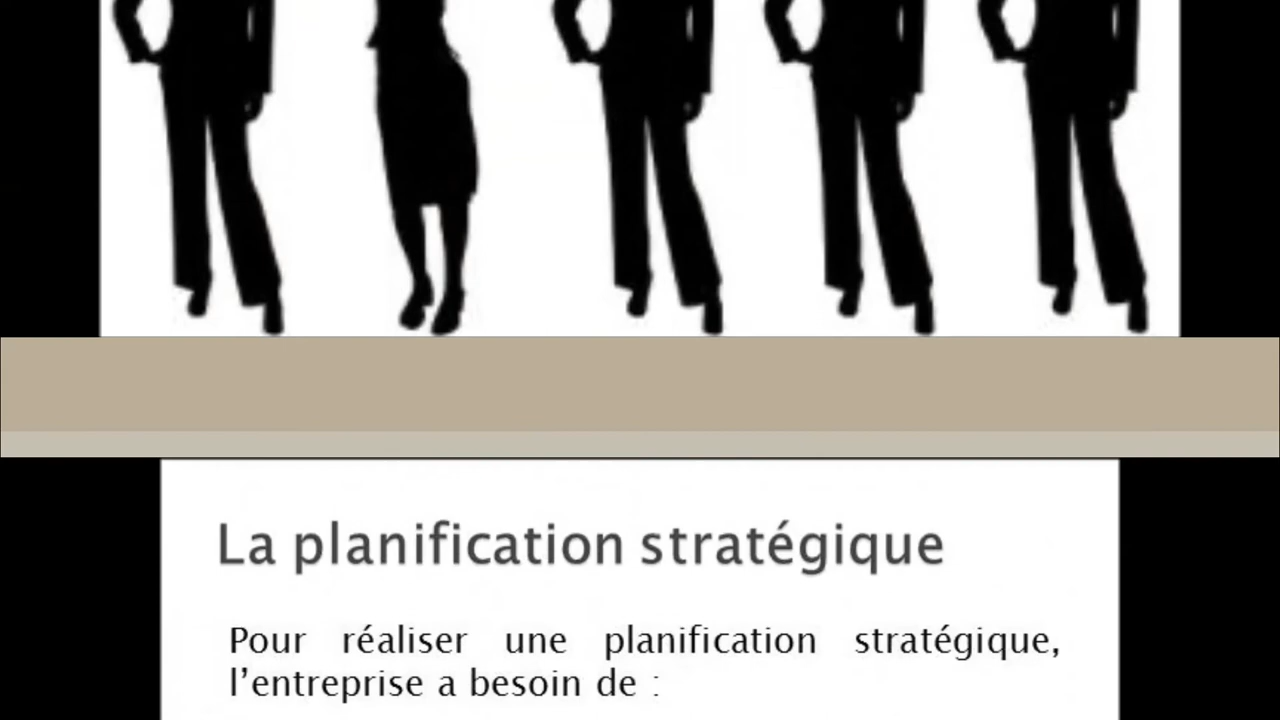 La planification stratégique
Pour réaliser une planification stratégique,
l’entreprise a besoin de :